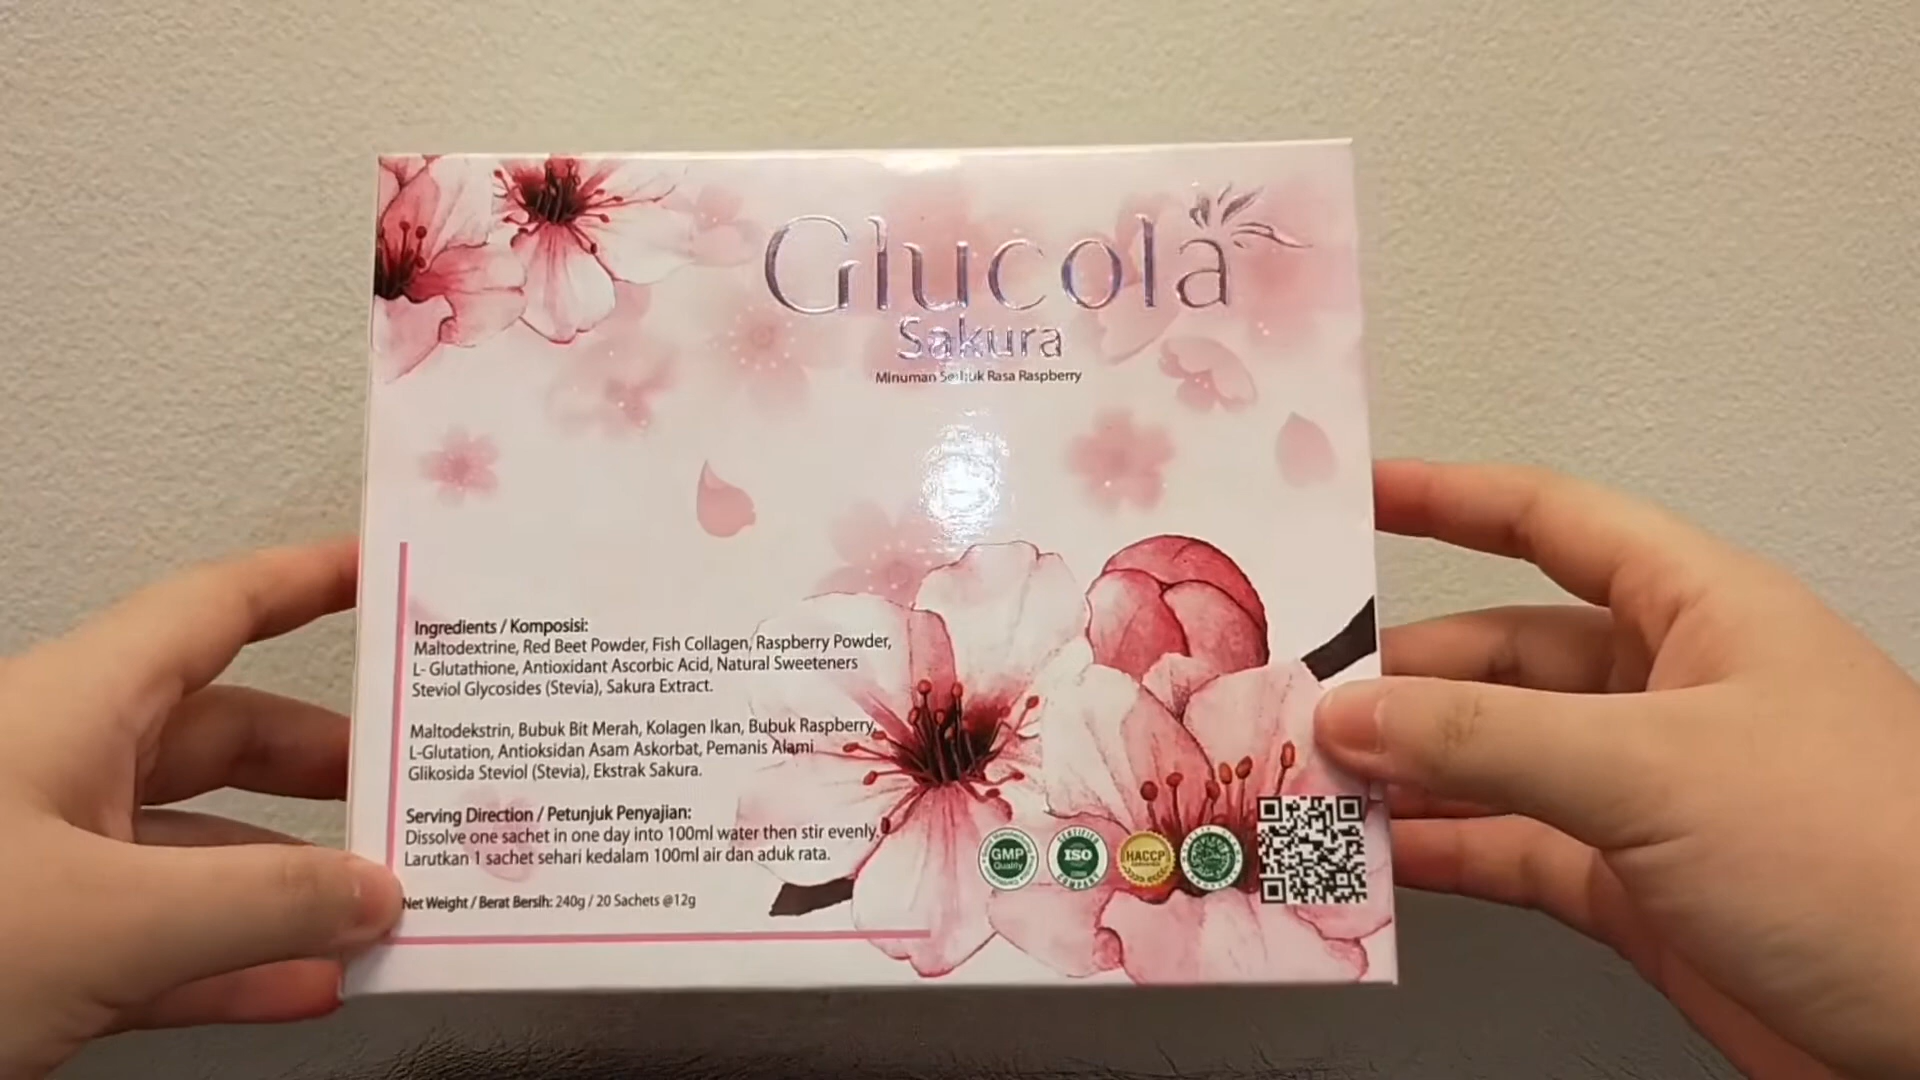 Glucola
Sakura
Minuman Serbuk Rasa Raspberry
Ingredients / Komposisi:
Maltodextrine, Red Beet Powder, Fish Collagen, Raspberry Powder,
L- Glutathione, Antioxidant Ascorbic Acid, Natural Sweeteners
Steviol Glycosides (Stevia), Sakura Extract.
Maltodekstrin, Bubuk Bit Merah, Kolagen Ikan, Bubuk Raspberry,
L-Glutation, Antioksidan Asam Askorbat, Pemanis Alami
Glikosida Steviol (Stevia), Ekstrak Sakura.
Serving Direction / Petunjuk Penyajian:
Dissolve one sachet in one day into 100ml water then stir evenly.
Larutkan 1 sachet sehari kedalam 100ml air dan aduk rata.
Net Weight / Berat Bersih: 240g / 20 Sachets @12g
GMP
Quality
CERTIFIED
ISO
COMPANY
HACCP